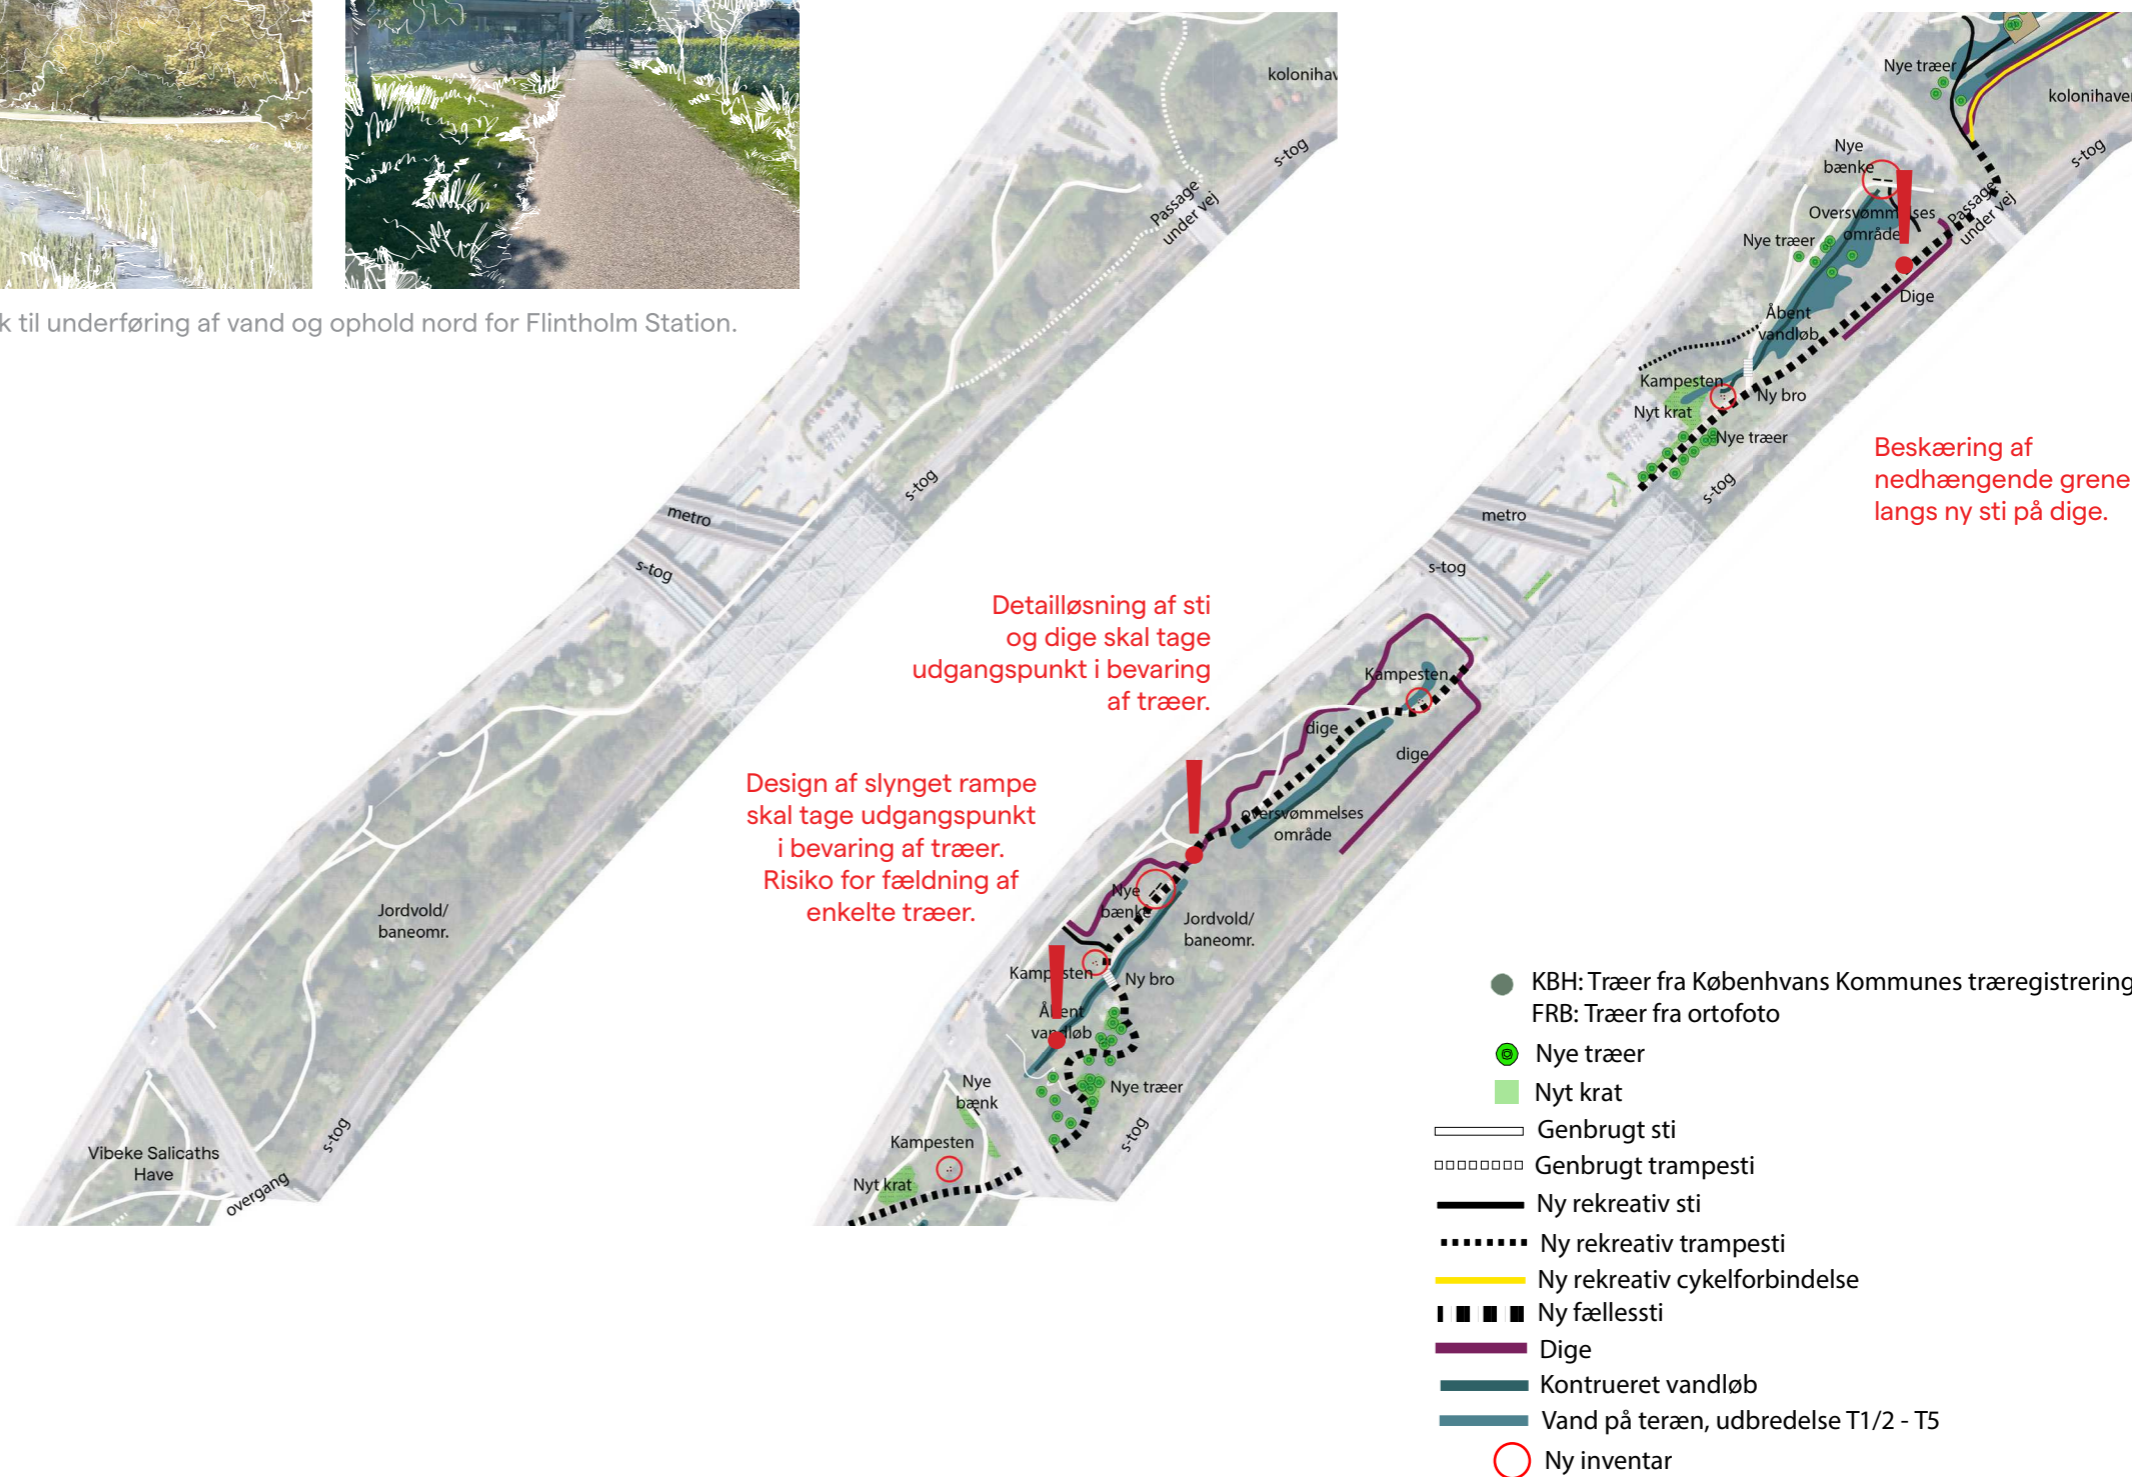 k til underføring af vand og ophold nord for Flintholm Station.
Passage
under vej
s-tog
s-tog
metro
s-tog
Jordvold/
baneomr.
Vibeke Salicaths
Have
overgang
s-tog
Nye træer
s-tog
Nye
bænke
Oversvømmelses
område
Passage
under vej
Nye træer
Dige
Åbent
vandløb
Kampesten
Ny bro
Nyt krat
Nye træer
s-tog
metro
s-tog
Beskæring af
nedhængende grene
langs ny sti på dige.
Detailløsning af sti
og dige skal tage
udgangspunkt i bevaring
af træer.
Kampesten
dige
dige
oversvømmelses
område
Design af slynget rampe
skal tage udgangspunkt
i bevaring af træer.
Risiko for fældning af
enkelte træer.
Nye
bænke
Jordvold/
baneomr.
Kampesten
Ny bro
Åbent
vandløb
Nye
bænk
Nye træer
Kampesten
s-tog
Nyt krat
KBH: Træer fra Københvans Kommunes træregistrering
FRB: Træer fra ortofoto
Nye træer
Nyt krat
Genbrugt sti
Genbrugt trampesti
Ny rekreativ sti
Ny rekreativ trampesti
Ny rekreativ cykelforbindelse
Ny fællessti
Dige
Kontrueret vandløb
Vand på teræn, udbredelse T1/2 - T5
Ny inventar